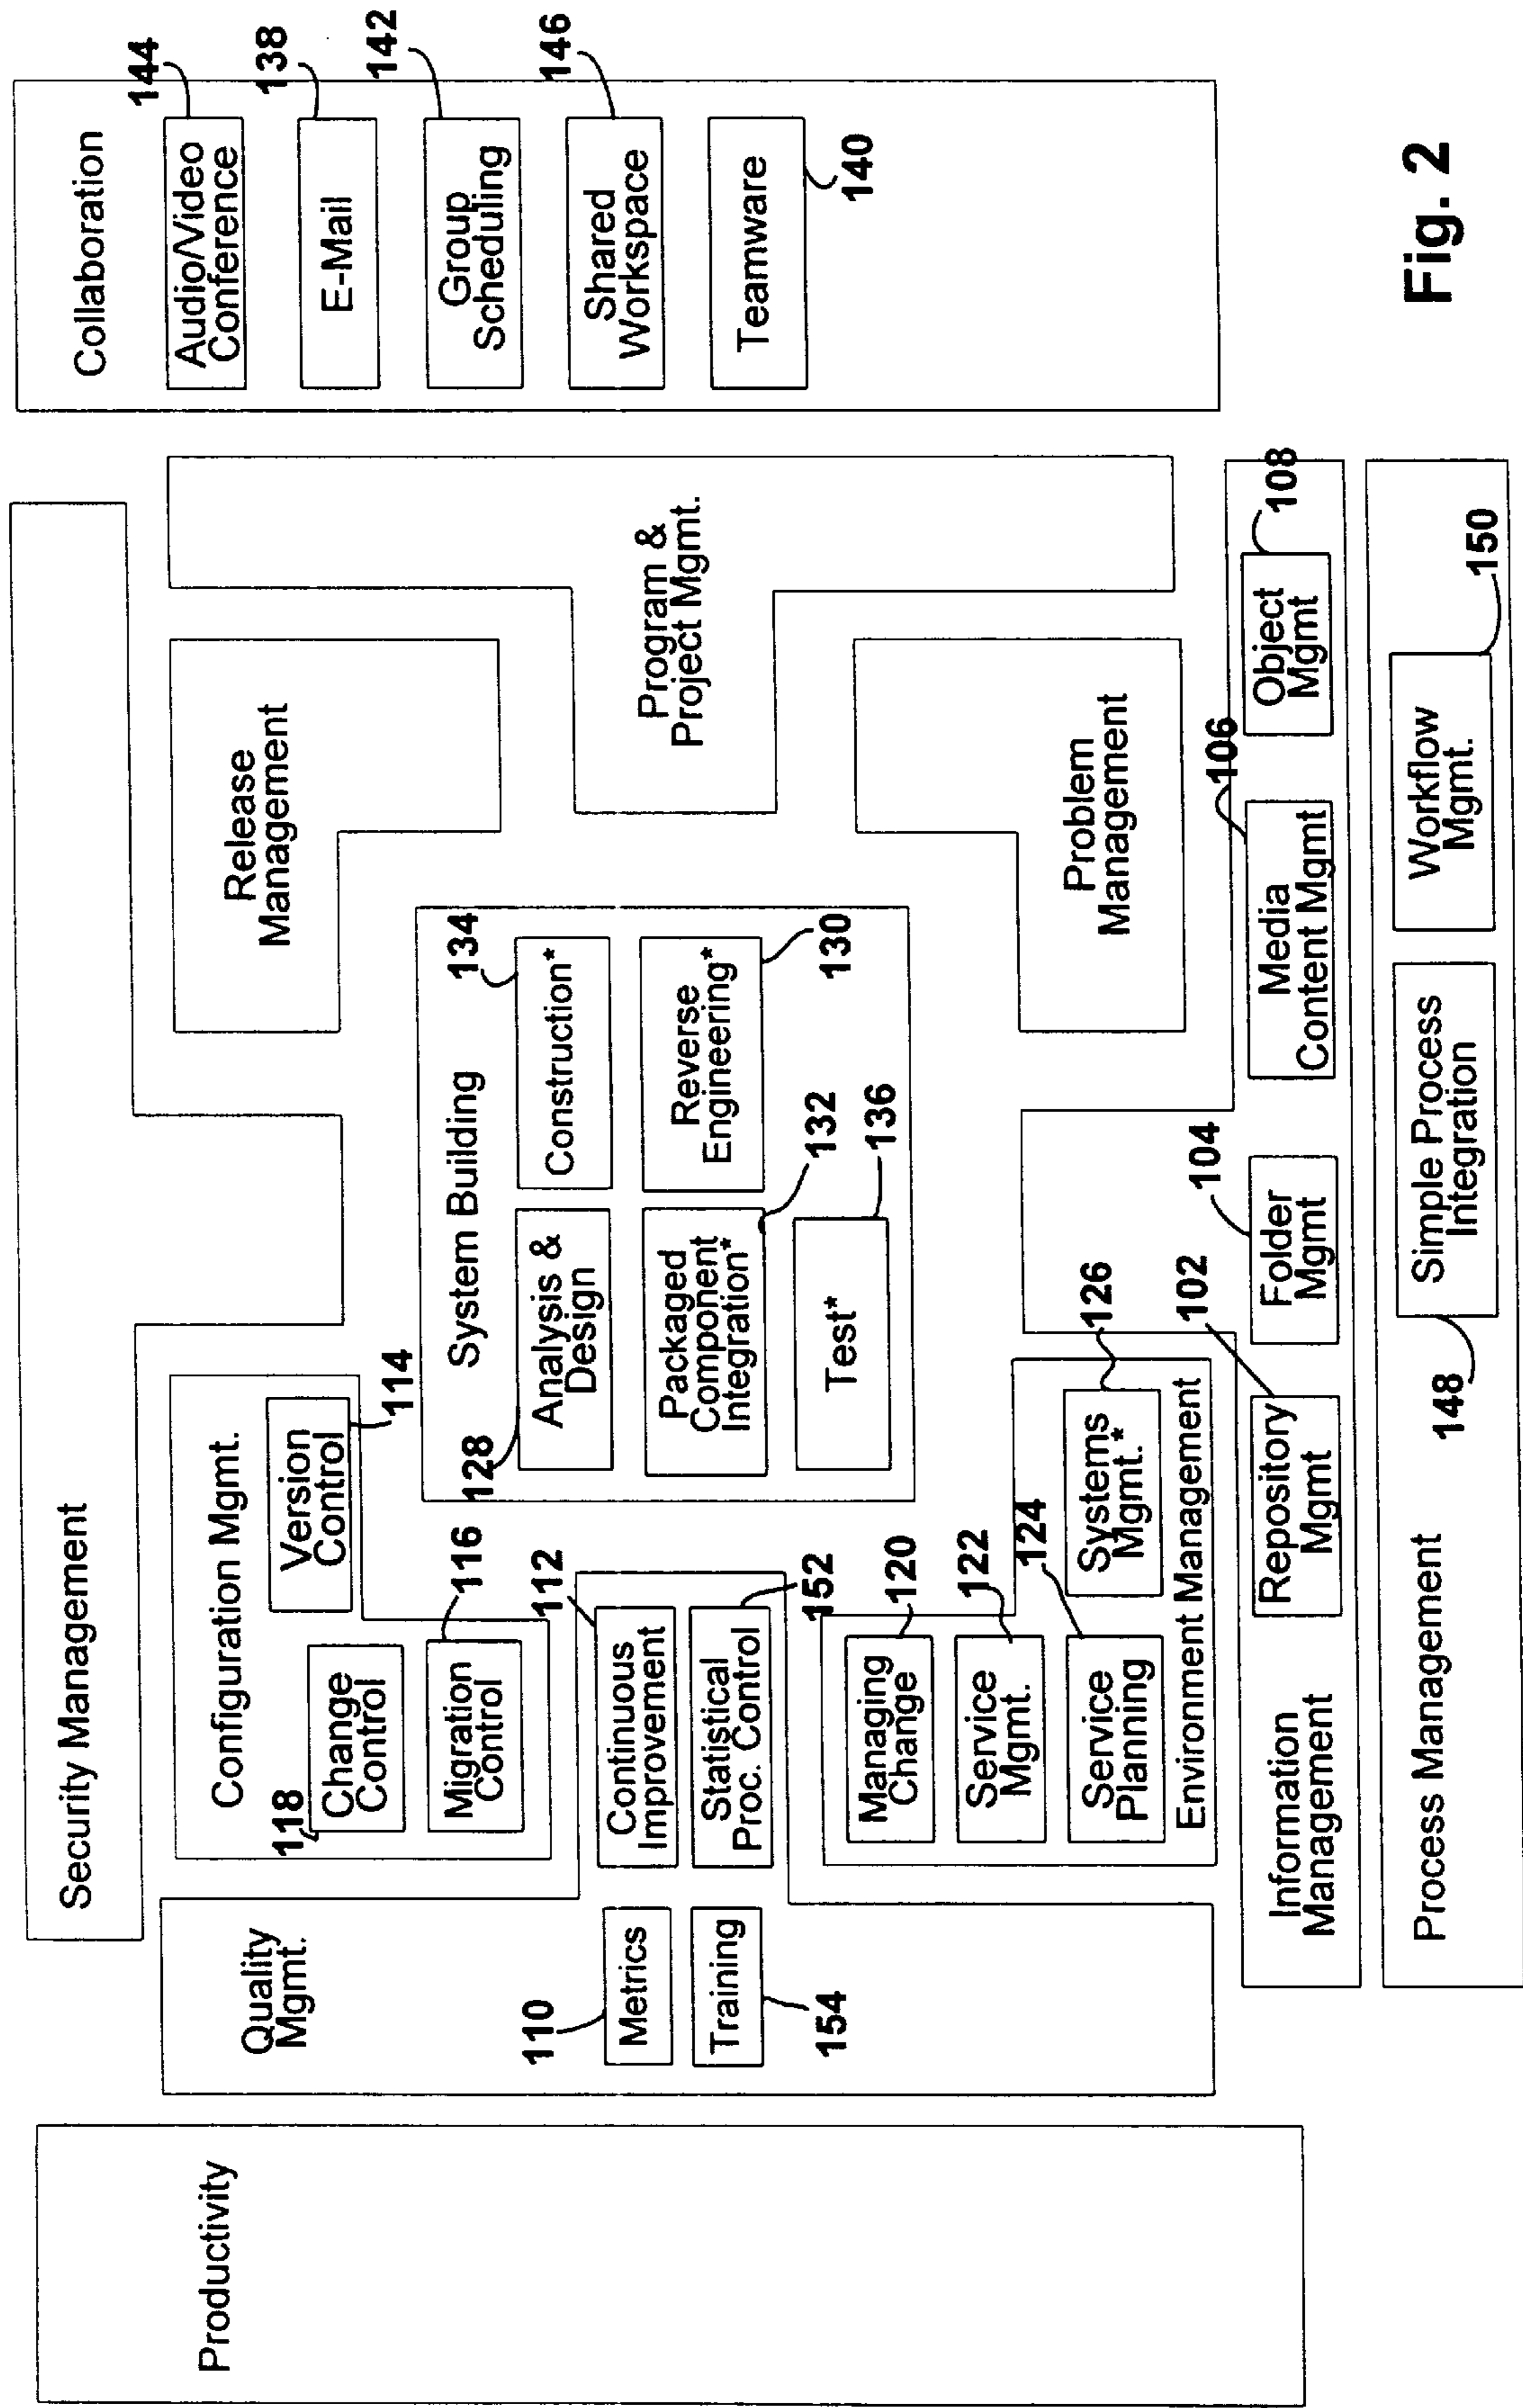 Productivity
Security Management
Quality
Mgmt.
110
Metrics
Training
154
Configuration Mgmt.
118
Change
Control
Version
Control
114
Migration
Control
116
112
Continuous
Improvement
Statistical
Proc. Control
152
Managing
Change
120
Service
Mgmt.
122
Service
Planning
124
Systems
Mgmt.*
126
Environment Management
System Building
128
Analysis &
Design
134
Construction*
Packaged
Component
Integration*
132
Reverse
Engineering*
130
Test*
136
Release
Management
Program &
Project Mgmt.
Problem
Management
Information
Management
Repository
Mgmt
102
Folder
Mgmt
104
Media
Content Mgmt
106
Object
Mgmt
108
Process Management
148
Simple Process
Integration
Workflow
Mgmt.
150
Collaboration
144
Audio/Video
Conference
138
E-Mail
142
Group
Scheduling
146
Shared
Workspace
Teamware
140
Fig. 2